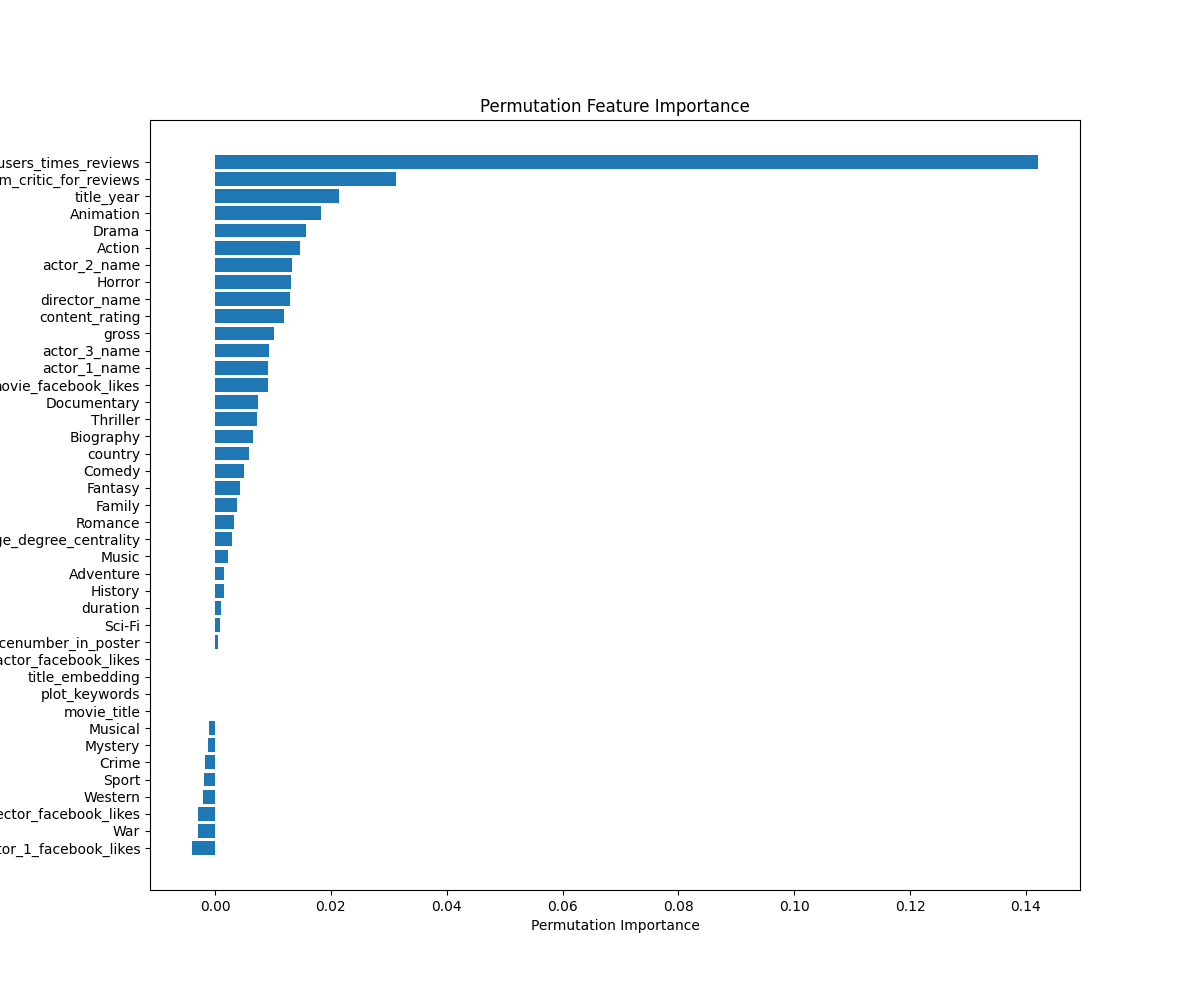 Permutation Feature Importance
users_times_reviews
m_critic_for_reviews
title_year
Animation
Drama
Action
actor_2_name
Horror
director_name
content_rating
gross
actor_3_name
actor_1_name
movie_facebook_likes
Documentary
Thriller
Biography
country
Comedy
Fantasy
Family
Romance
ge_degree_centrality
Music
Adventure
History
duration
Sci-Fi
cenumber_in_poster
actor_facebook_likes
title_embedding
plot_keywords
movie_title
Musical
Mystery
Crime
Sport
Western
ector_facebook_likes
War
tor_1_facebook_likes
0.00 0.02 0.04 0.06 0.08 0.10 0.12 0.14
Permutation Importance